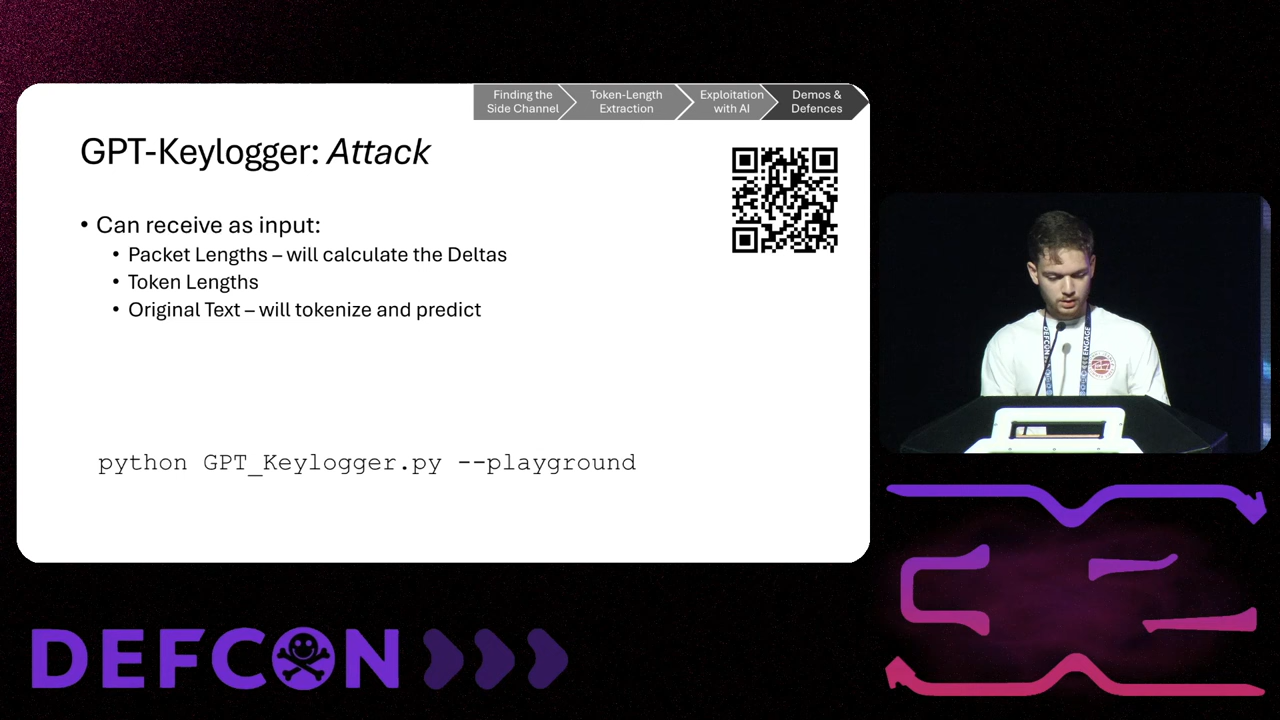 Finding the
Side Channel
Token-Length
Extraction
Exploitation
with AI
Demos &
Defences
GPT-Keylogger: Attack
• Can receive as input:
• Packet Lengths – will calculate the Deltas
• Token Lengths
• Original Text – will tokenize and predict
python GPT_Keylogger.py --playground
DEFCON
ENGAGE
DEFCON